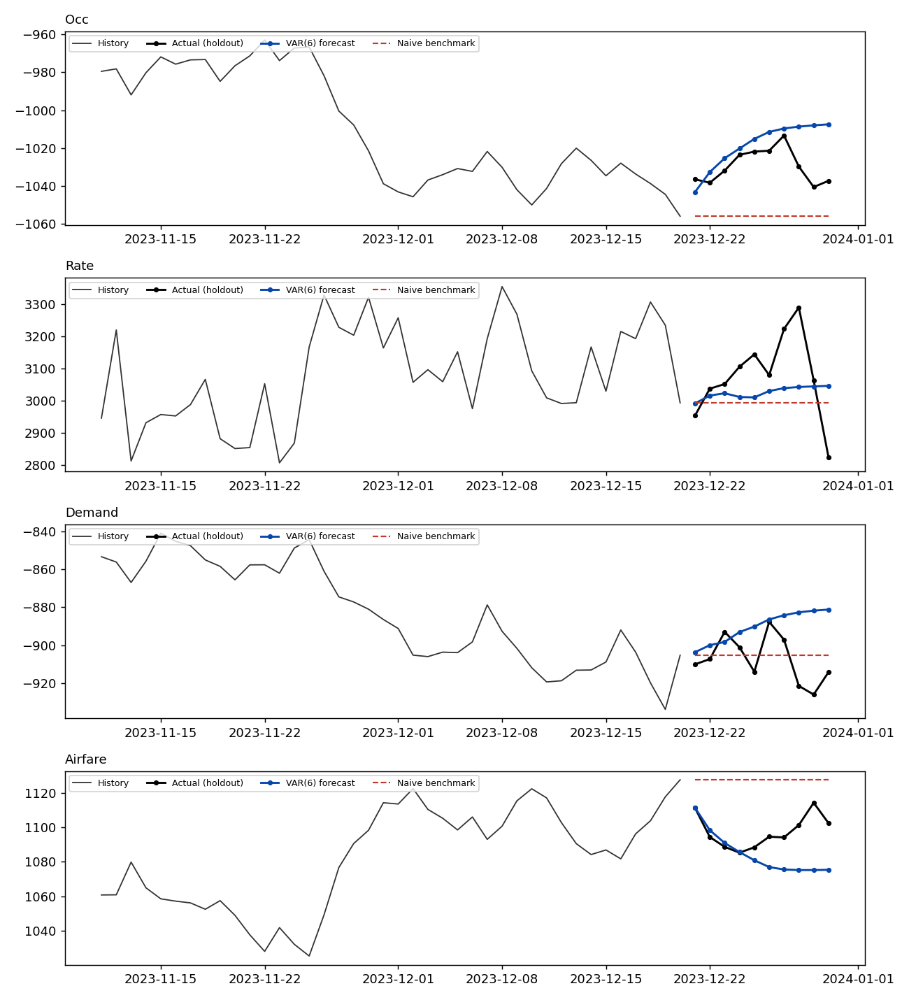 Occ
History Actual (holdout) VAR(6) forecast Naive benchmark
−960
−980
−1000
−1020
−1040
−1060
2023-11-15 2023-11-22 2023-12-01 2023-12-08 2023-12-15 2023-12-22 2024-01-01
Rate
History Actual (holdout) VAR(6) forecast Naive benchmark
3300
3200
3100
3000
2900
2800
2023-11-15 2023-11-22 2023-12-01 2023-12-08 2023-12-15 2023-12-22 2024-01-01
Demand
History Actual (holdout) VAR(6) forecast Naive benchmark
−840
−860
−880
−900
−920
2023-11-15 2023-11-22 2023-12-01 2023-12-08 2023-12-15 2023-12-22 2024-01-01
Airfare
History Actual (holdout) VAR(6) forecast Naive benchmark
1120
1100
1080
1060
1040
2023-11-15 2023-11-22 2023-12-01 2023-12-08 2023-12-15 2023-12-22 2024-01-01